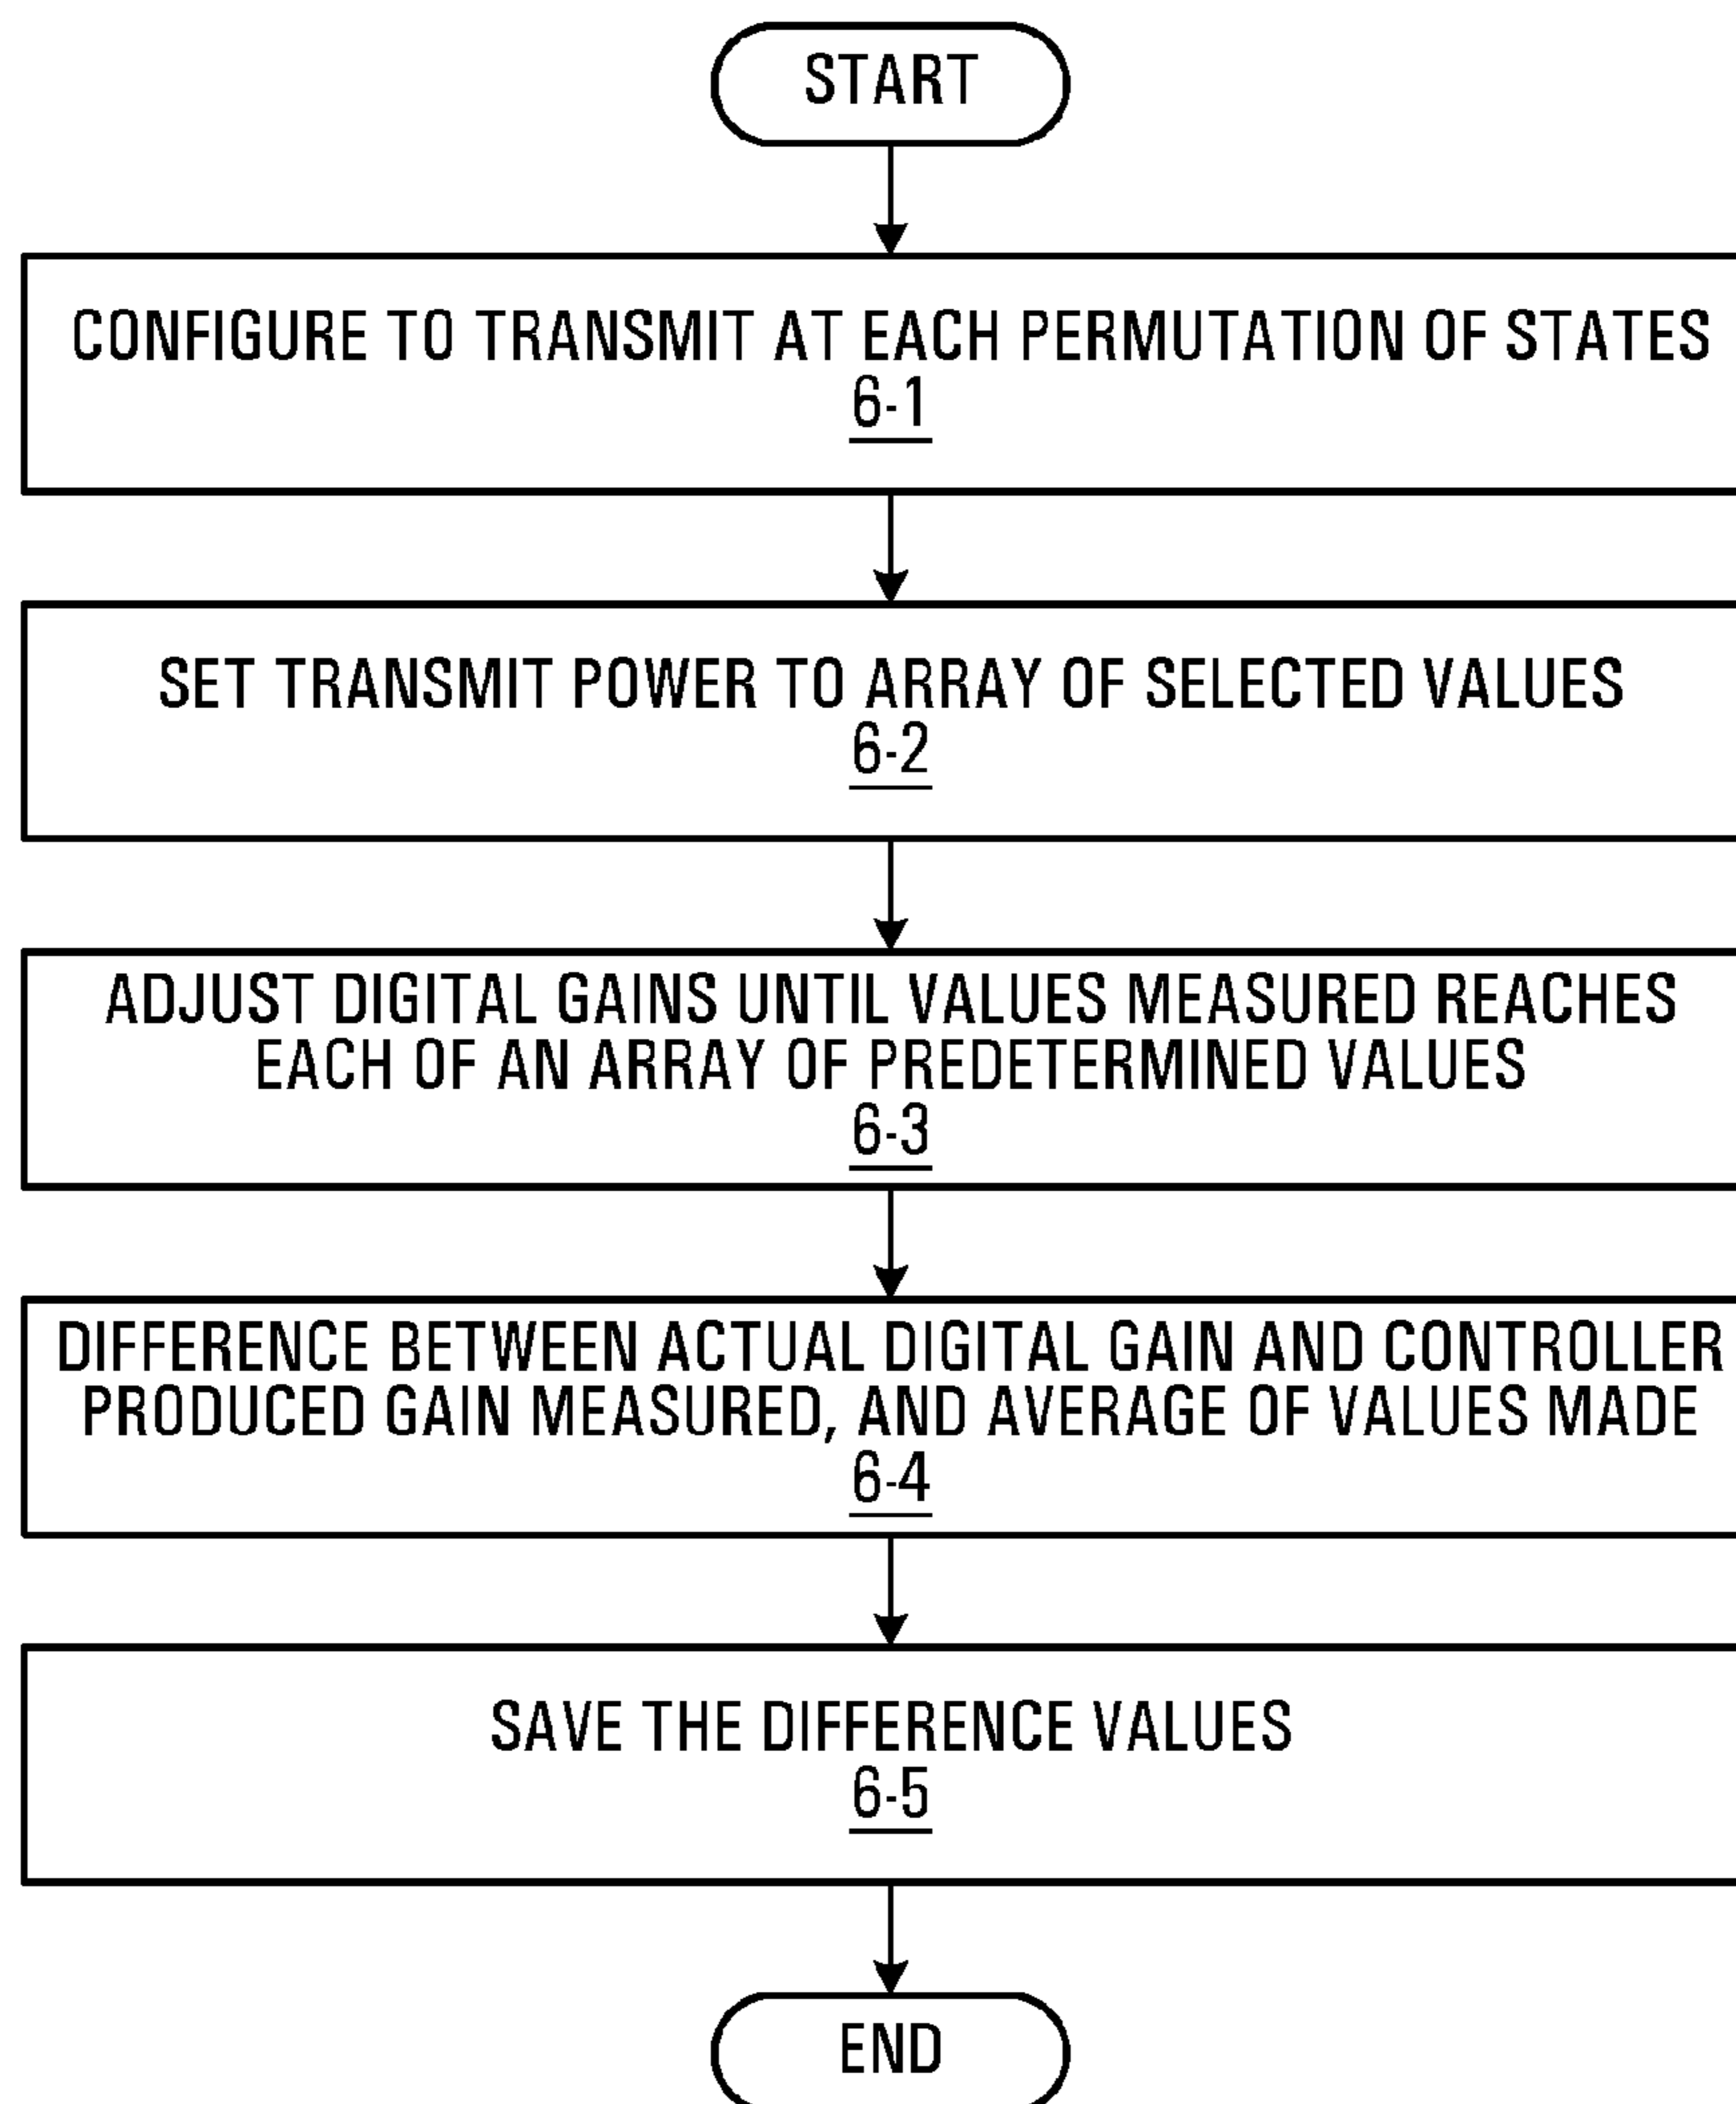 START
CONFIGURE TO TRANSMIT AT EACH PERMUTATION OF STATES
6-1
SET TRANSMIT POWER TO ARRAY OF SELECTED VALUES
6-2
ADJUST DIGITAL GAINS UNTIL VALUES MEASURED REACHES
EACH OF AN ARRAY OF PREDETERMINED VALUES
6-3
DIFFERENCE BETWEEN ACTUAL DIGITAL GAIN AND CONTROLLER
PRODUCED GAIN MEASURED, AND AVERAGE OF VALUES MADE
6-4
SAVE THE DIFFERENCE VALUES
6-5
END